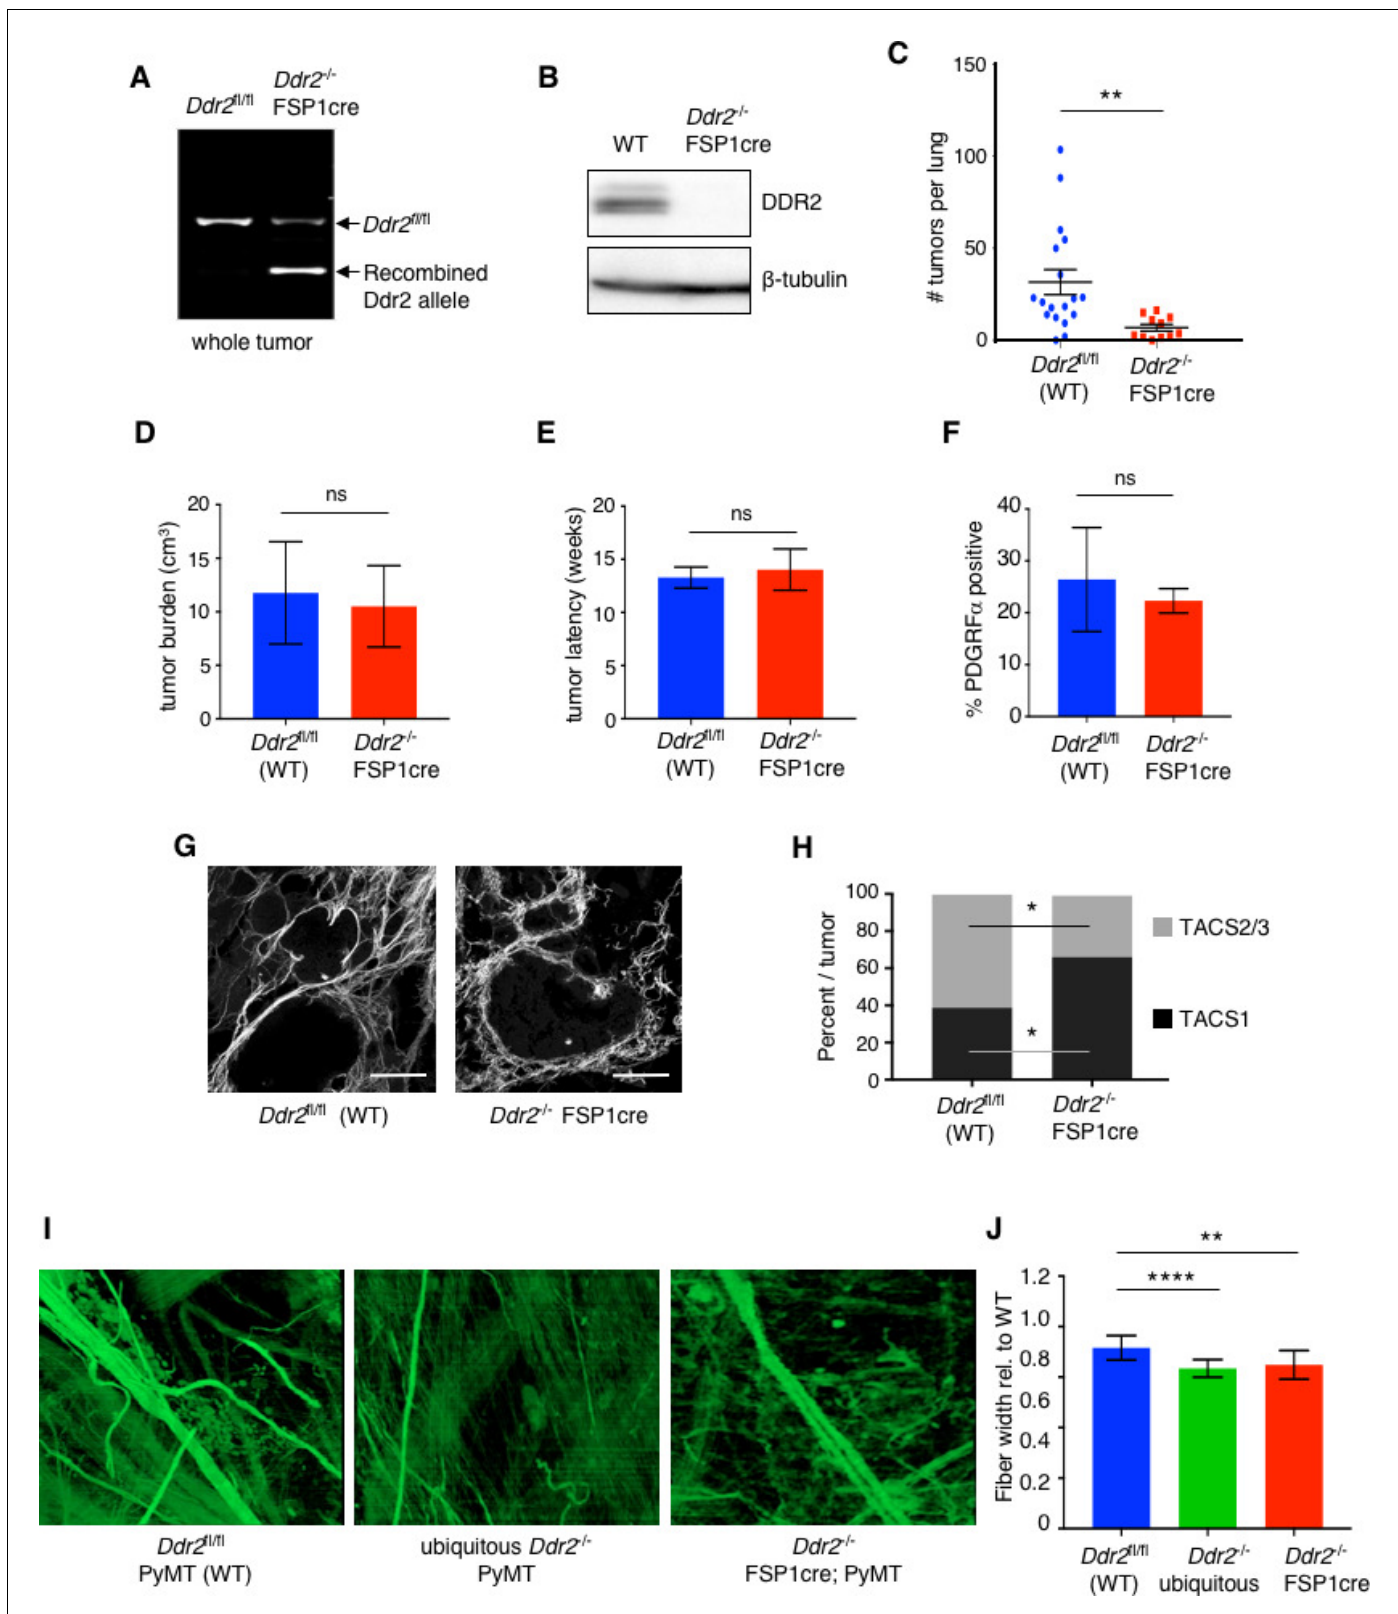 A
Ddr2fl/fl
Ddr2-/-
FSP1cre
Ddr2fl/fl
Recombined
Ddr2 allele
whole tumor
B
WT
Ddr2-/-
FSP1cre
DDR2
β-tubulin
C
# tumors per lung
150
100
50
0
**
Ddr2fl/fl
(WT)
Ddr2-/-
FSP1cre
D
tumor burden (cm3)
20
15
10
5
0
ns
Ddr2fl/fl
(WT)
Ddr2-/-
FSP1cre
E
tumor latency (weeks)
20
15
10
5
0
ns
Ddr2fl/fl
(WT)
Ddr2-/-
FSP1cre
F
% PDGRFα positive
40
30
20
10
0
ns
Ddr2fl/fl
(WT)
Ddr2-/-
FSP1cre
G
Ddr2fl/fl (WT)
Ddr2-/- FSP1cre
H
Percent / tumor
100
80
60
40
20
0
*
*
TACS2/3
TACS1
Ddr2fl/fl
(WT)
Ddr2-/-
FSP1cre
I
Ddr2fl/fl
PyMT (WT)
ubiquitous Ddr2-/-
PyMT
Ddr2-/-
FSP1cre; PyMT
J
Fiber width rel. to WT
1.2
1.0
0.8
0.6
0.4
0.2
0
**
****
Ddr2fl/fl
(WT)
Ddr2-/-
ubiquitous
Ddr2-/-
FSP1cre